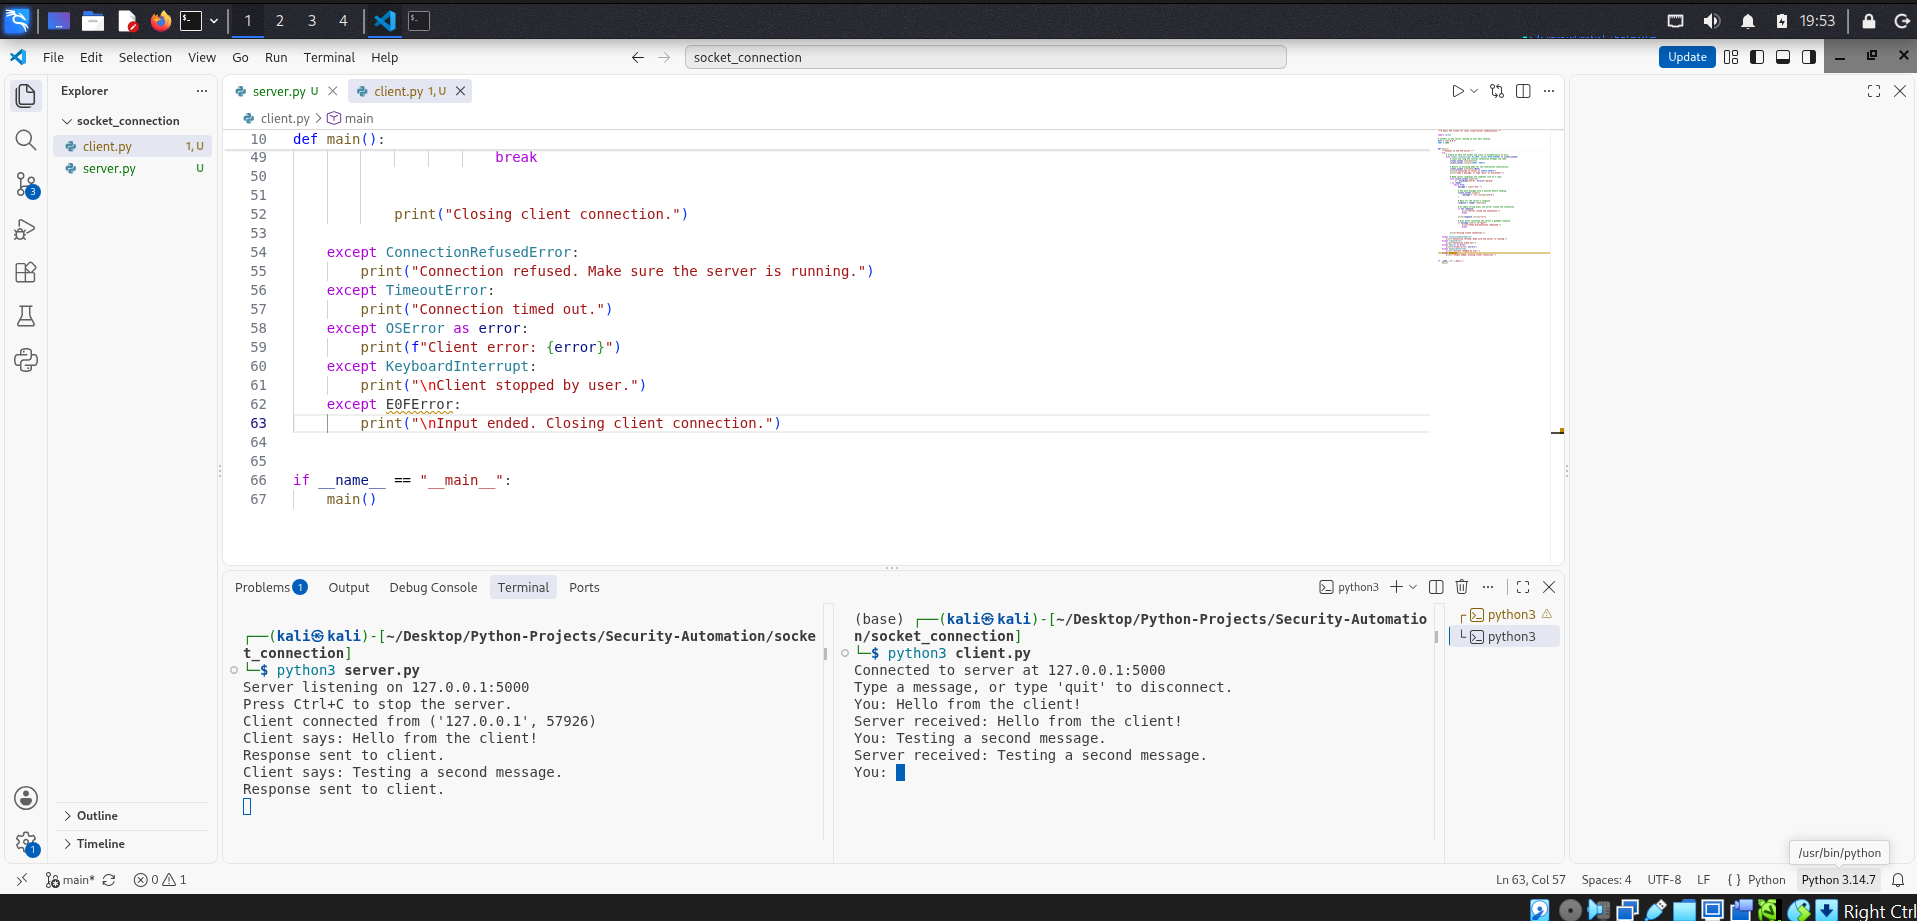 1 2 3 4
19:53
File Edit Selection View Go Run Terminal Help
socket_connection
Update
Explorer
socket_connection
client.py 1, U
server.py U
Outline
Timeline
server.py U
client.py 1, U
client.py > main
10 def main():
49 break
50
51
52 print("Closing client connection.")
53
54 except ConnectionRefusedError:
55 print("Connection refused. Make sure the server is running.")
56 except TimeoutError:
57 print("Connection timed out.")
58 except OSError as error:
59 print(f"Client error: {error}")
60 except KeyboardInterrupt:
61 print("\nClient stopped by user.")
62 except E0FError:
63 print("\nInput ended. Closing client connection.")
64
65
66 if __name__ == "__main__":
67 main()
Problems 1 Output Debug Console Terminal Ports
python3
┌──(kali㉿kali)-[~/Desktop/Python-Projects/Security-Automation/socke
t_connection]
└─$ python3 server.py
Server listening on 127.0.0.1:5000
Press Ctrl+C to stop the server.
Client connected from ('127.0.0.1', 57926)
Client says: Hello from the client!
Response sent to client.
Client says: Testing a second message.
Response sent to client.
(base) ┌──(kali㉿kali)-[~/Desktop/Python-Projects/Security-Automatio
n/socket_connection]
└─$ python3 client.py
Connected to server at 127.0.0.1:5000
Type a message, or type 'quit' to disconnect.
You: Hello from the client!
Server received: Hello from the client!
You: Testing a second message.
Server received: Testing a second message.
You:
python3
python3
3
1
/usr/bin/python
main* 0 1
Ln 63, Col 57 Spaces: 4 UTF-8 LF { } Python Python 3.14.7
Right Ctrl